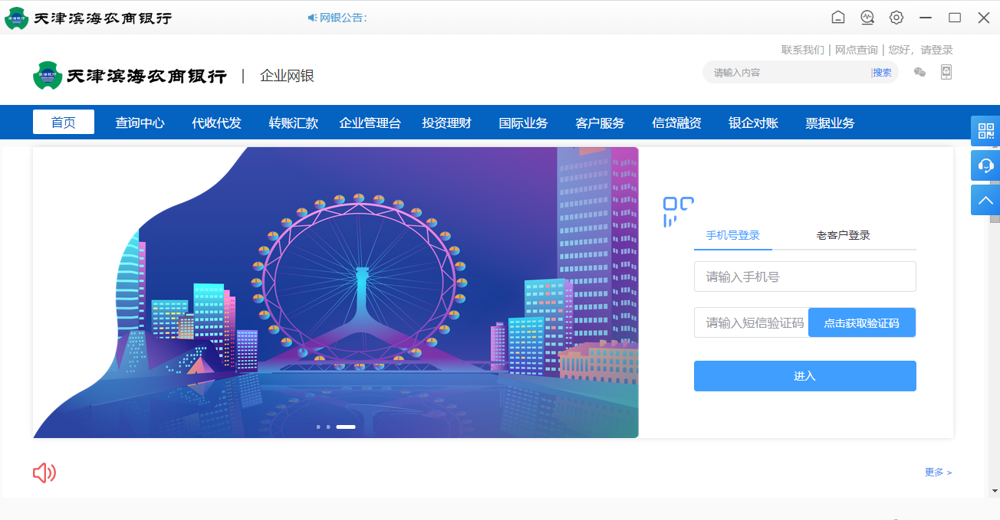 天津滨海农商银行
网银公告：
联系我们 | 网点查询 | 您好，请登录
天津滨海农商银行 | 企业网银
请输入内容 |搜索
首页 查询中心 代收代发 转账汇款 企业管理台 投资理财 国际业务 客户服务 信贷融资 银企对账 票据业务
手机号登录 老客户登录
请输入手机号
请输入短信验证码 点击获取验证码
进入
更多 >